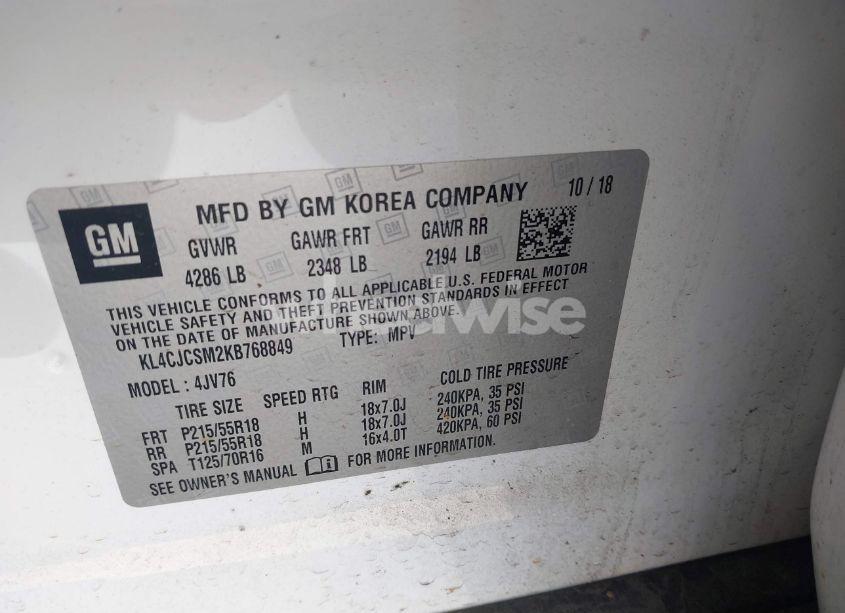 GM
MFD BY GM KOREA COMPANY 10 / 18
GVWR GAWR FRT GAWR RR
4286 LB 2348 LB 2194 LB
THIS VEHICLE CONFORMS TO ALL APPLICABLE U.S. FEDERAL MOTOR
VEHICLE SAFETY AND THEFT PREVENTION STANDARDS IN EFFECT
ON THE DATE OF MANUFACTURE SHOWN ABOVE.
KL4CJCSM2KB768849 TYPE: MPV
MODEL : 4JV76
TIRE SIZE SPEED RTG RIM COLD TIRE PRESSURE
FRT P215/55R18 H 18x7.0J 240KPA, 35 PSI
RR P215/55R18 H 18x7.0J 240KPA, 35 PSI
SPA T125/70R16 M 16x4.0T 420KPA, 60 PSI
SEE OWNER'S MANUAL FOR MORE INFORMATION.